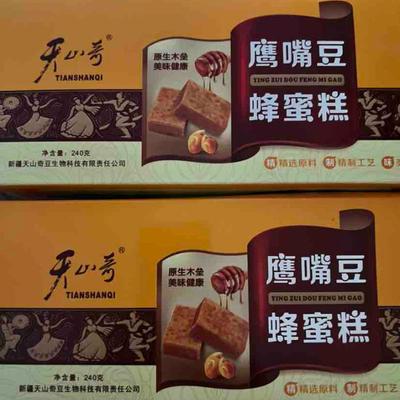 天山奇®
TIANSHANQI
原生木垒
美味健康
鹰嘴豆
YING ZUI DOU FENG MI GAO
蜂蜜糕
净含量：240克
新疆天山奇豆生物科技有限责任公司
精 精选原料 制 精制工艺 味
天山奇®
TIANSHANQI
原生木垒
美味健康
鹰嘴豆
YING ZUI DOU FENG MI GAO
蜂蜜糕
净含量：240克
新疆天山奇豆生物科技有限责任公司
精 精选原料 制 精制工艺